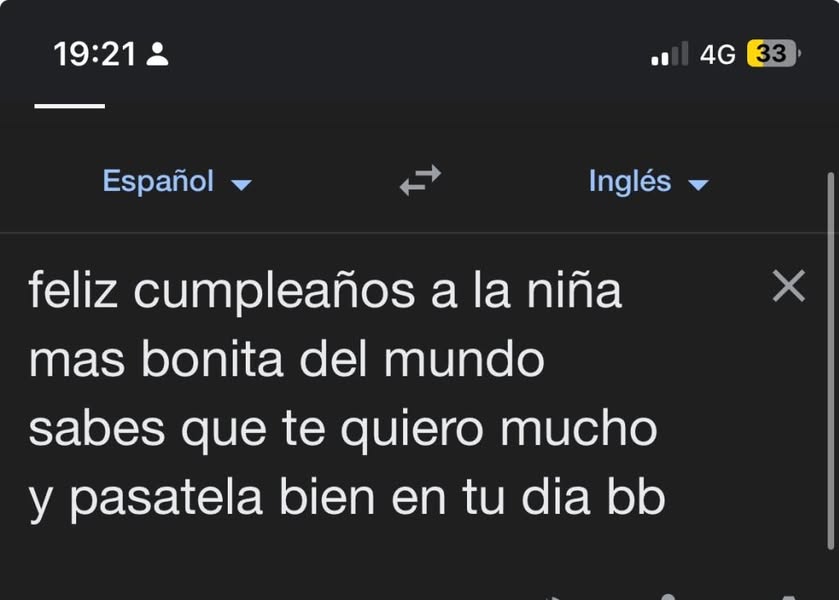 19:21
4G 33
Español Inglés
feliz cumpleaños a la niña
mas bonita del mundo
sabes que te quiero mucho
y pasatela bien en tu dia bb